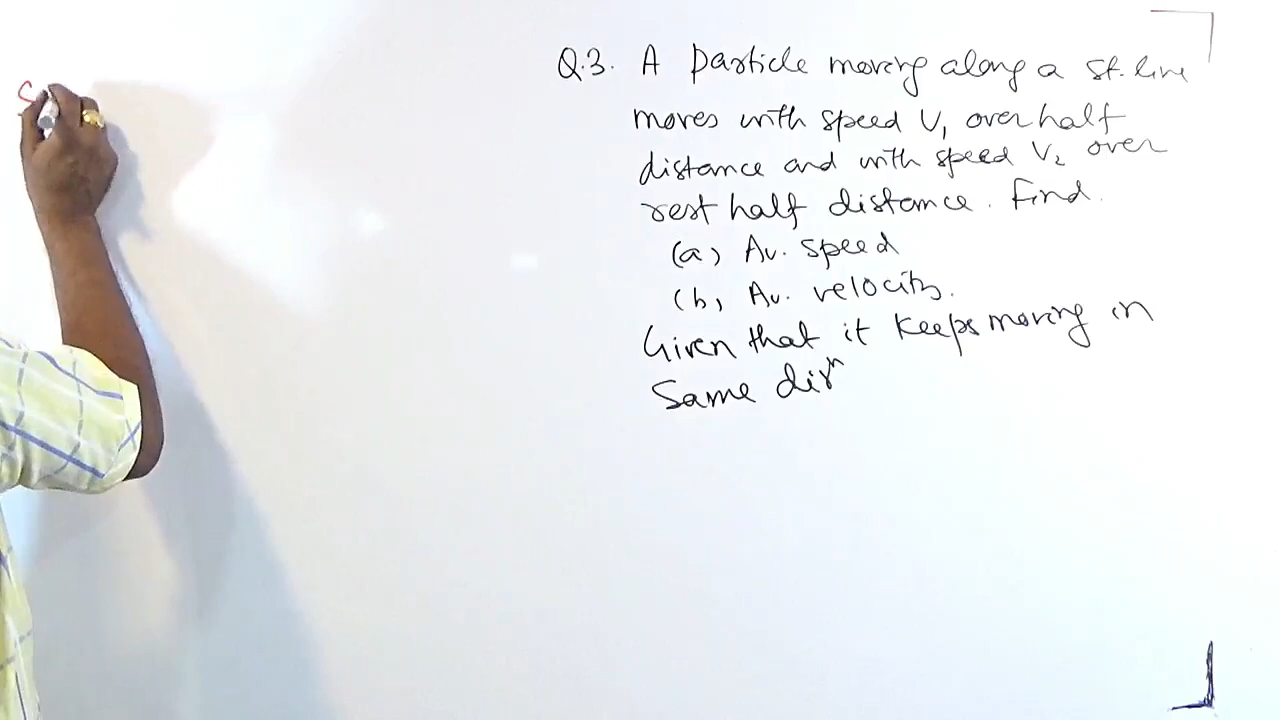 S
Q.3. A particle moving along a st. line
moves with speed V₁ over half
distance and with speed V₂ over
rest half distance. Find.
(a) Av. speed
(b) Av. velocity.
Given that it keeps moving in
Same dirⁿ